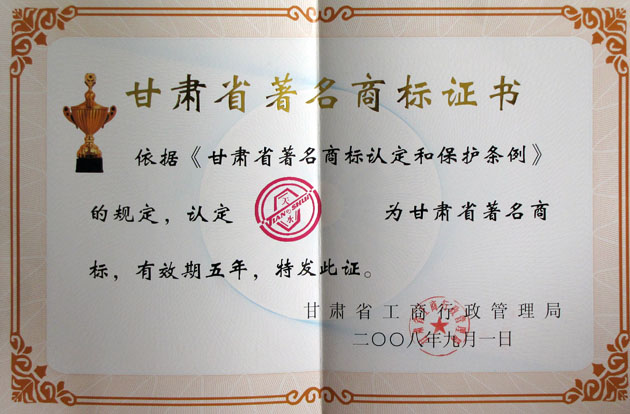 甘肃省著名商标证书
依据《甘肃省著名商标认定和保护条例》
的规定，认定 天 TIANSHUI 水 为甘肃省著名商
标，有效期五年，特发此证。
甘肃省工商行政管理局
二〇〇八年九月一日